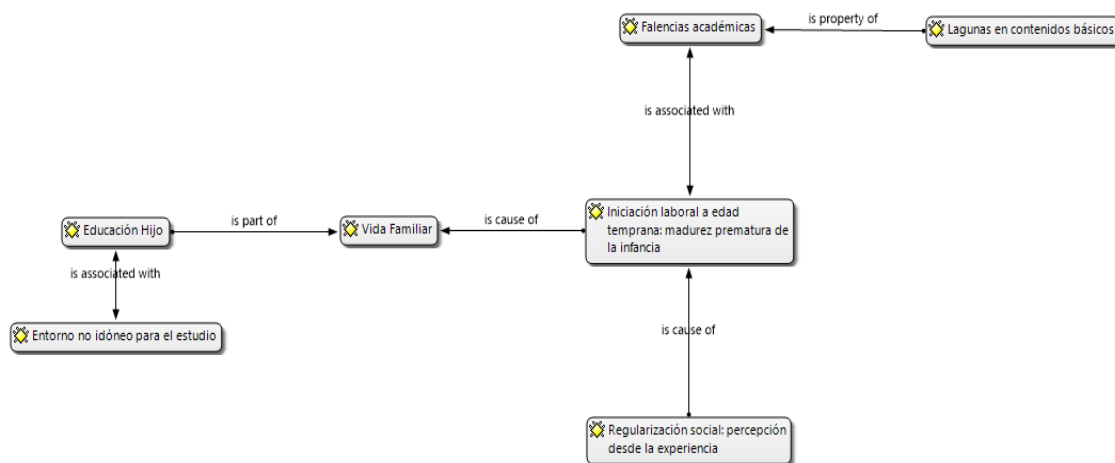 is property of
Falencias académicas
Lagunas en contenidos básicos
is associated with
Iniciación laboral a edad
temprana: madurez prematura de
la infancia
is part of
is cause of
Educación Hijo
Vida Familiar
is associated with
Entorno no idóneo para el estudio
is cause of
Regularización social: percepción
desde la experiencia